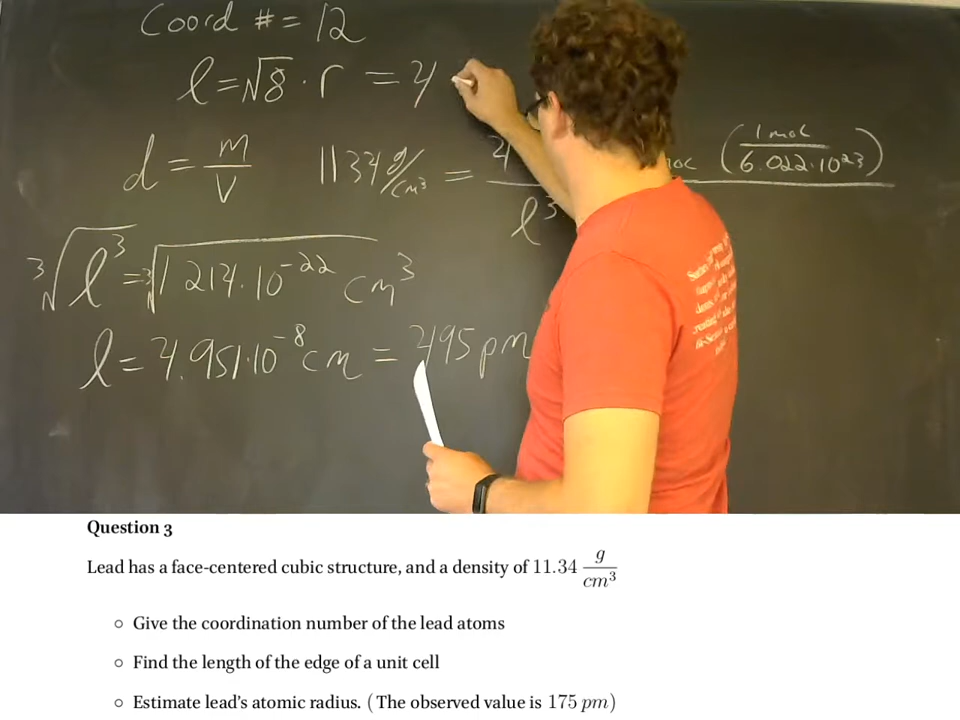 Coord # = 12
l = √8 · r = 4
d = m/V 1134 g/cm³ = 4 (1 mol / 6.022·10²³) / l³
³√l³ = ³√1 214·10⁻²² cm³
l = 4.951·10⁻⁸ cm = 495 pm
Question 3
Lead has a face-centered cubic structure, and a density of 11.34 g/cm³
◦ Give the coordination number of the lead atoms
◦ Find the length of the edge of a unit cell
◦ Estimate lead's atomic radius. (The observed value is 175 pm)